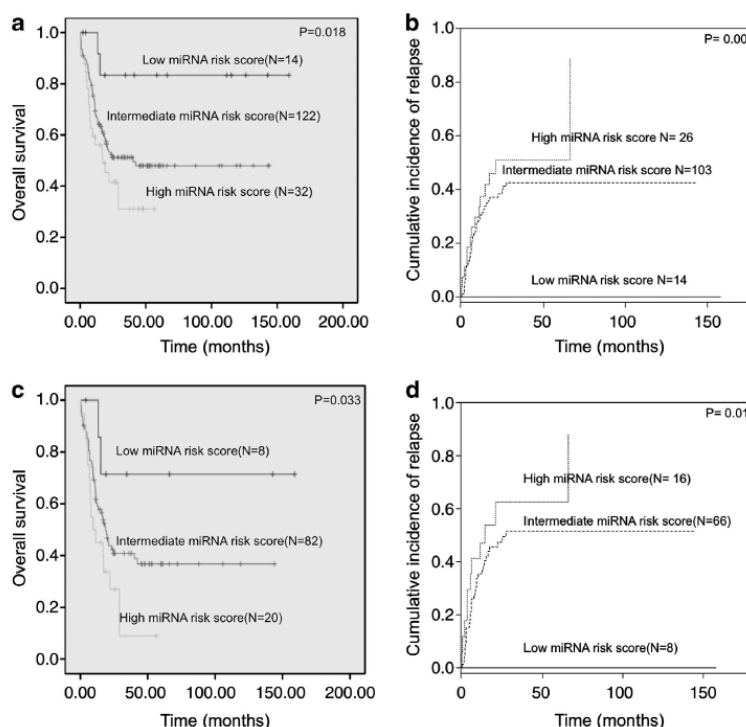 a
P=0.018
1.0
0.8
0.6
0.4
0.2
0.0
Overall survival
Low miRNA risk score(N=14)
Intermediate miRNA risk score(N=122)
High miRNA risk score (N=32)
0.00 50.00 100.00 150.00 200.00
Time (months)
b
P= 0.00
1.0
0.8
0.6
0.4
0.2
0.0
Cumulative incidence of relapse
High miRNA risk score N= 26
Intermediate miRNA risk score N=103
Low miRNA risk score N=14
0 50 100 150
Time (months)
c
P=0.033
1.0
0.8
0.6
0.4
0.2
0.0
Overall survival
Low miRNA risk score(N=8)
Intermediate miRNA risk score(N=82)
High miRNA risk score(N=20)
0.00 50.00 100.00 150.00 200.00
Time (months)
d
P= 0.01
1.0
0.8
0.6
0.4
0.2
0.0
Cumulative incidence of relapse
High miRNA risk score(N= 16)
Intermediate miRNA risk score(N=66)
Low miRNA risk score(N=8)
0 50 100 150
Time (months)